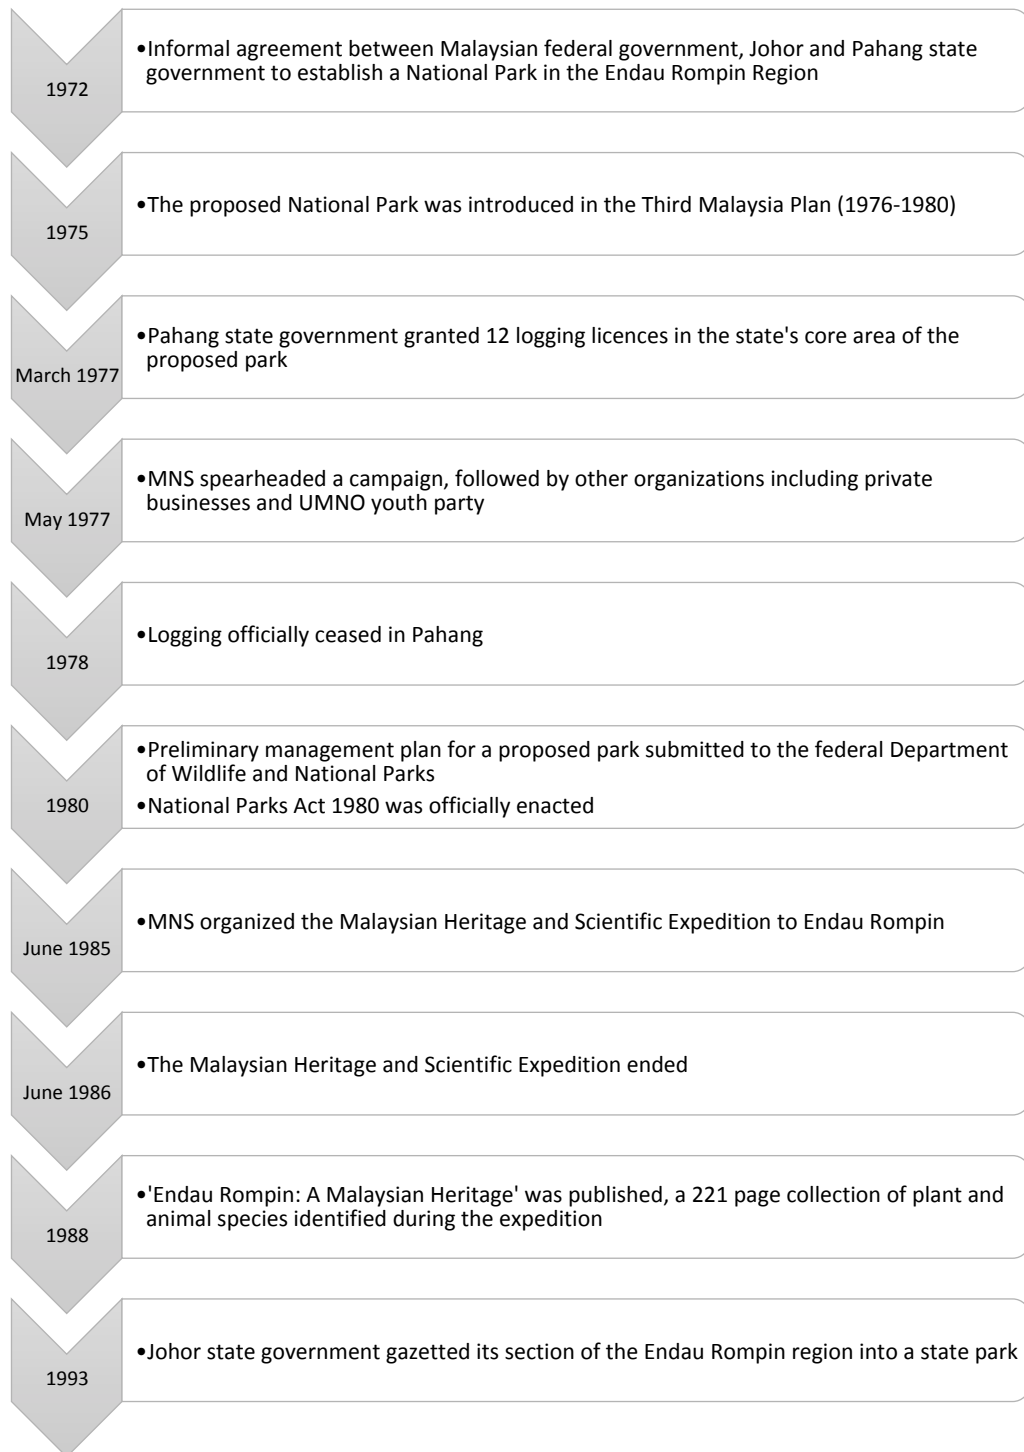 1972
•Informal agreement between Malaysian federal government, Johor and Pahang state
government to establish a National Park in the Endau Rompin Region
1975
•The proposed National Park was introduced in the Third Malaysia Plan (1976-1980)
March 1977
•Pahang state government granted 12 logging licences in the state's core area of the
proposed park
May 1977
•MNS spearheaded a campaign, followed by other organizations including private
businesses and UMNO youth party
1978
•Logging officially ceased in Pahang
1980
•Preliminary management plan for a proposed park submitted to the federal Department
of Wildlife and National Parks
•National Parks Act 1980 was officially enacted
June 1985
•MNS organized the Malaysian Heritage and Scientific Expedition to Endau Rompin
June 1986
•The Malaysian Heritage and Scientific Expedition ended
1988
•'Endau Rompin: A Malaysian Heritage' was published, a 221 page collection of plant and
animal species identified during the expedition
1993
•Johor state government gazetted its section of the Endau Rompin region into a state park